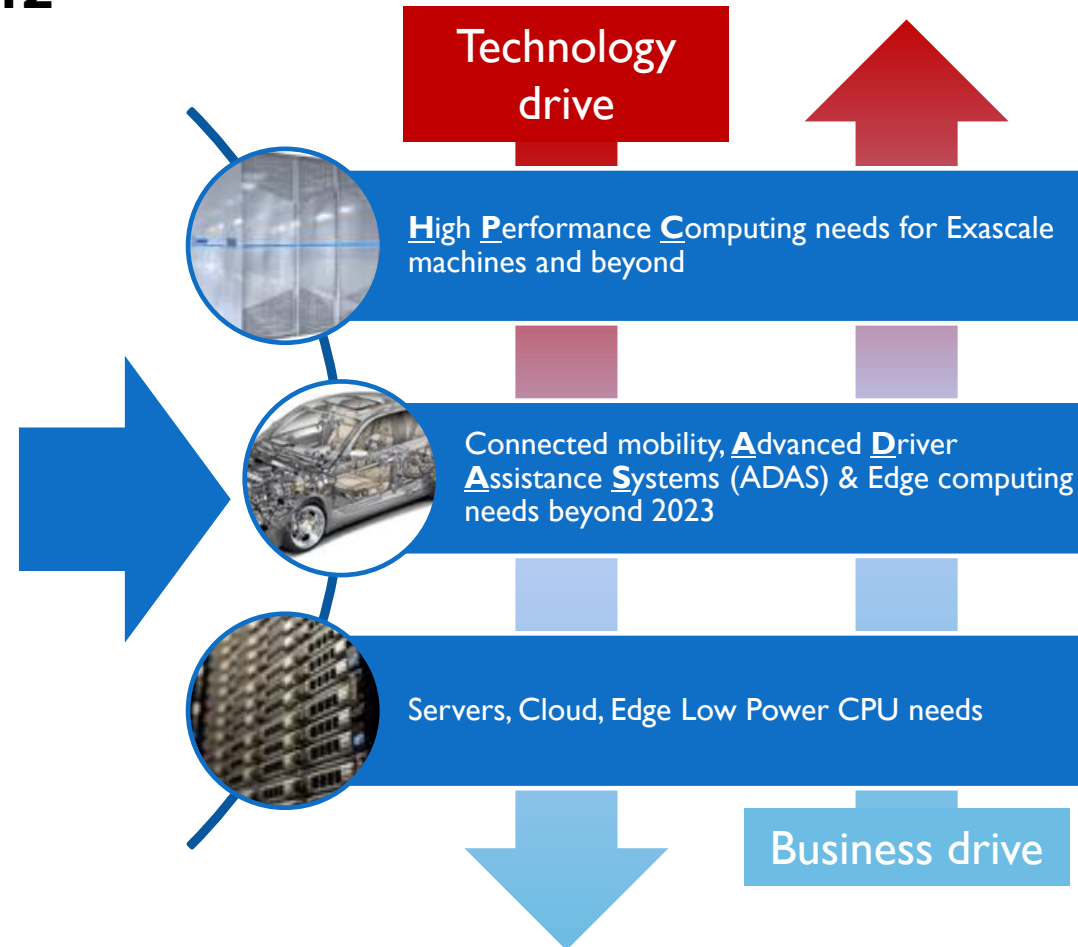 Technology
drive
High Performance Computing needs for Exascale
machines and beyond
Connected mobility, Advanced Driver
Assistance Systems (ADAS) & Edge computing
needs beyond 2023
Servers, Cloud, Edge Low Power CPU needs
Business drive